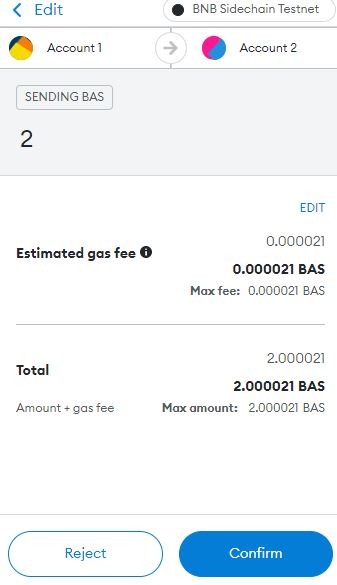 Edit
BNB Sidechain Testnet
Account 1
Account 2
SENDING BAS
2
EDIT
0.000021
Estimated gas fee
0.000021 BAS
Max fee: 0.000021 BAS
2.000021
Total
2.000021 BAS
Amount + gas fee Max amount: 2.000021 BAS
Reject
Confirm